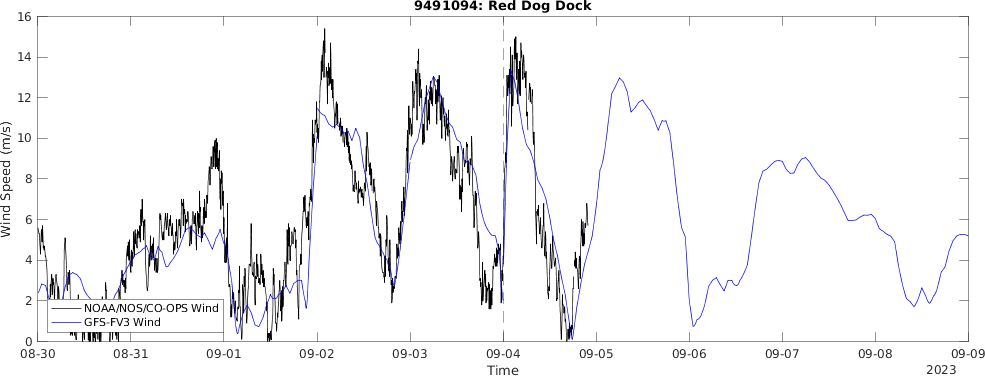 9491094: Red Dog Dock
Wind Speed (m/s)
16
14
12
10
8
6
4
2
0
NOAA/NOS/CO-OPS Wind
GFS-FV3 Wind
08-30 08-31 09-01 09-02 09-03 09-04 09-05 09-06 09-07 09-08 09-09
Time
2023